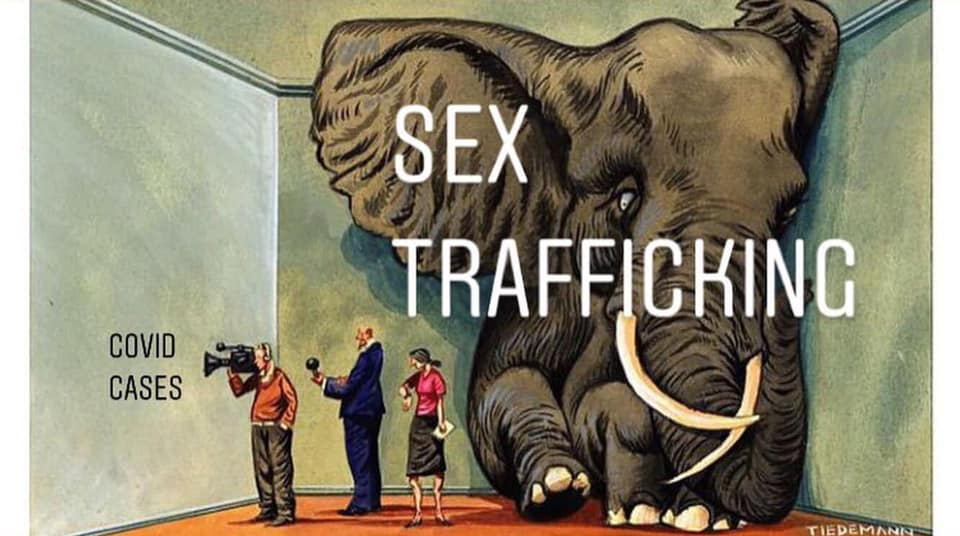 SEX
TRAFFICKING
COVID
CASES
TIEDEMANN